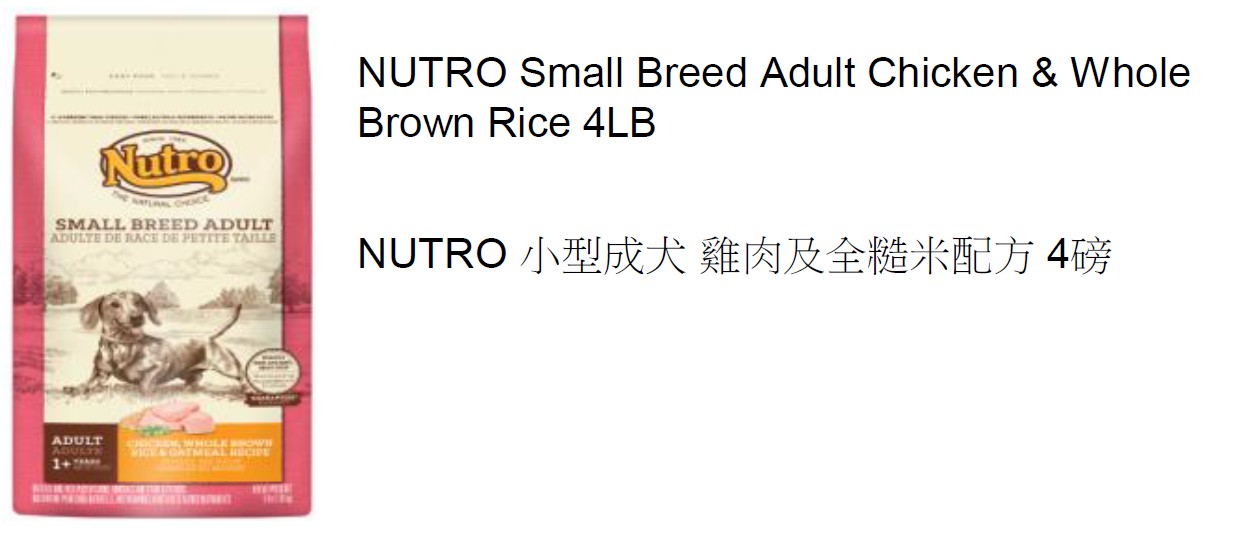 SINCE 1926
Nutro
THE NATURAL CHOICE
SMALL BREED ADULT
ADULTE DE RACE DE PETITE TAILLE
ADULT
ADULTE
1+ YEARS
CHICKEN, WHOLE BROWN
RICE & OATMEAL RECIPE
NUTRO Small Breed Adult Chicken & Whole
Brown Rice 4LB
NUTRO 小型成犬 雞肉及全糙米配方 4磅